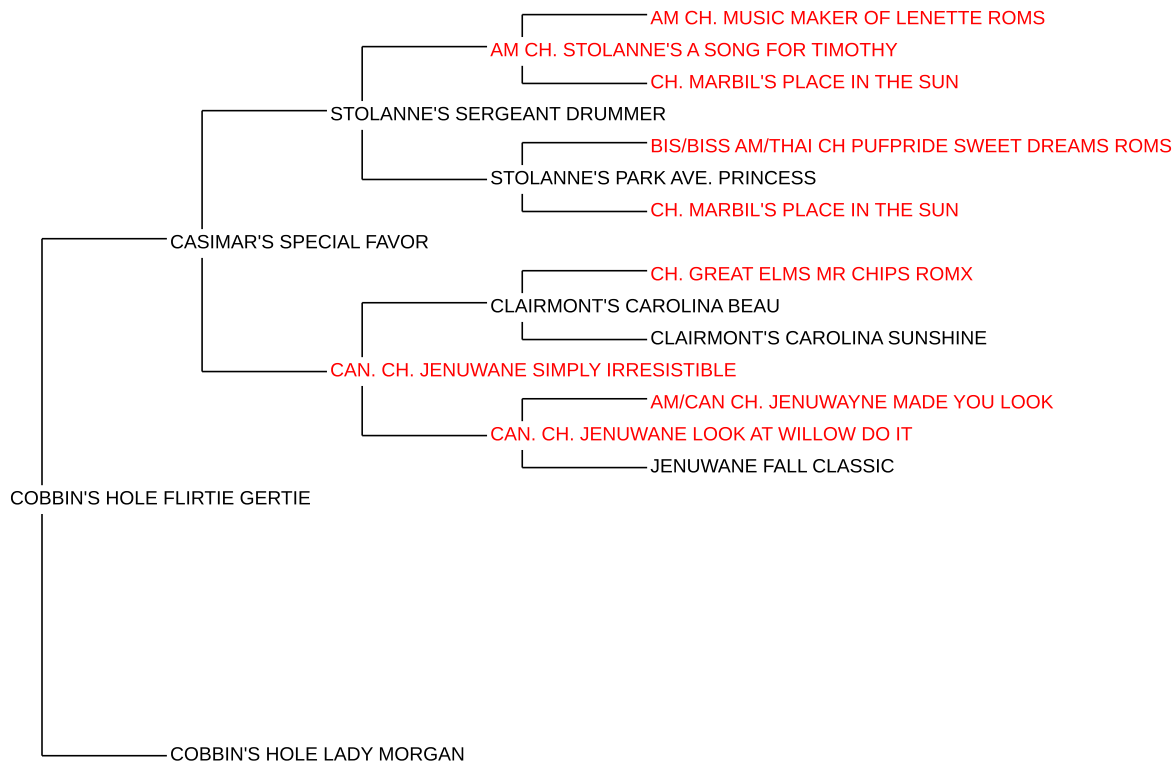 AM CH. MUSIC MAKER OF LENETTE ROMS
AM CH. STOLANNE'S A SONG FOR TIMOTHY
CH. MARBIL'S PLACE IN THE SUN
STOLANNE'S SERGEANT DRUMMER
BIS/BISS AM/THAI CH PUFPRIDE SWEET DREAMS ROMS
STOLANNE'S PARK AVE. PRINCESS
CH. MARBIL'S PLACE IN THE SUN
CASIMAR'S SPECIAL FAVOR
CH. GREAT ELMS MR CHIPS ROMX
CLAIRMONT'S CAROLINA BEAU
CLAIRMONT'S CAROLINA SUNSHINE
CAN. CH. JENUWANE SIMPLY IRRESISTIBLE
AM/CAN CH. JENUWAYNE MADE YOU LOOK
CAN. CH. JENUWANE LOOK AT WILLOW DO IT
JENUWANE FALL CLASSIC
COBBIN'S HOLE FLIRTIE GERTIE
COBBIN'S HOLE LADY MORGAN